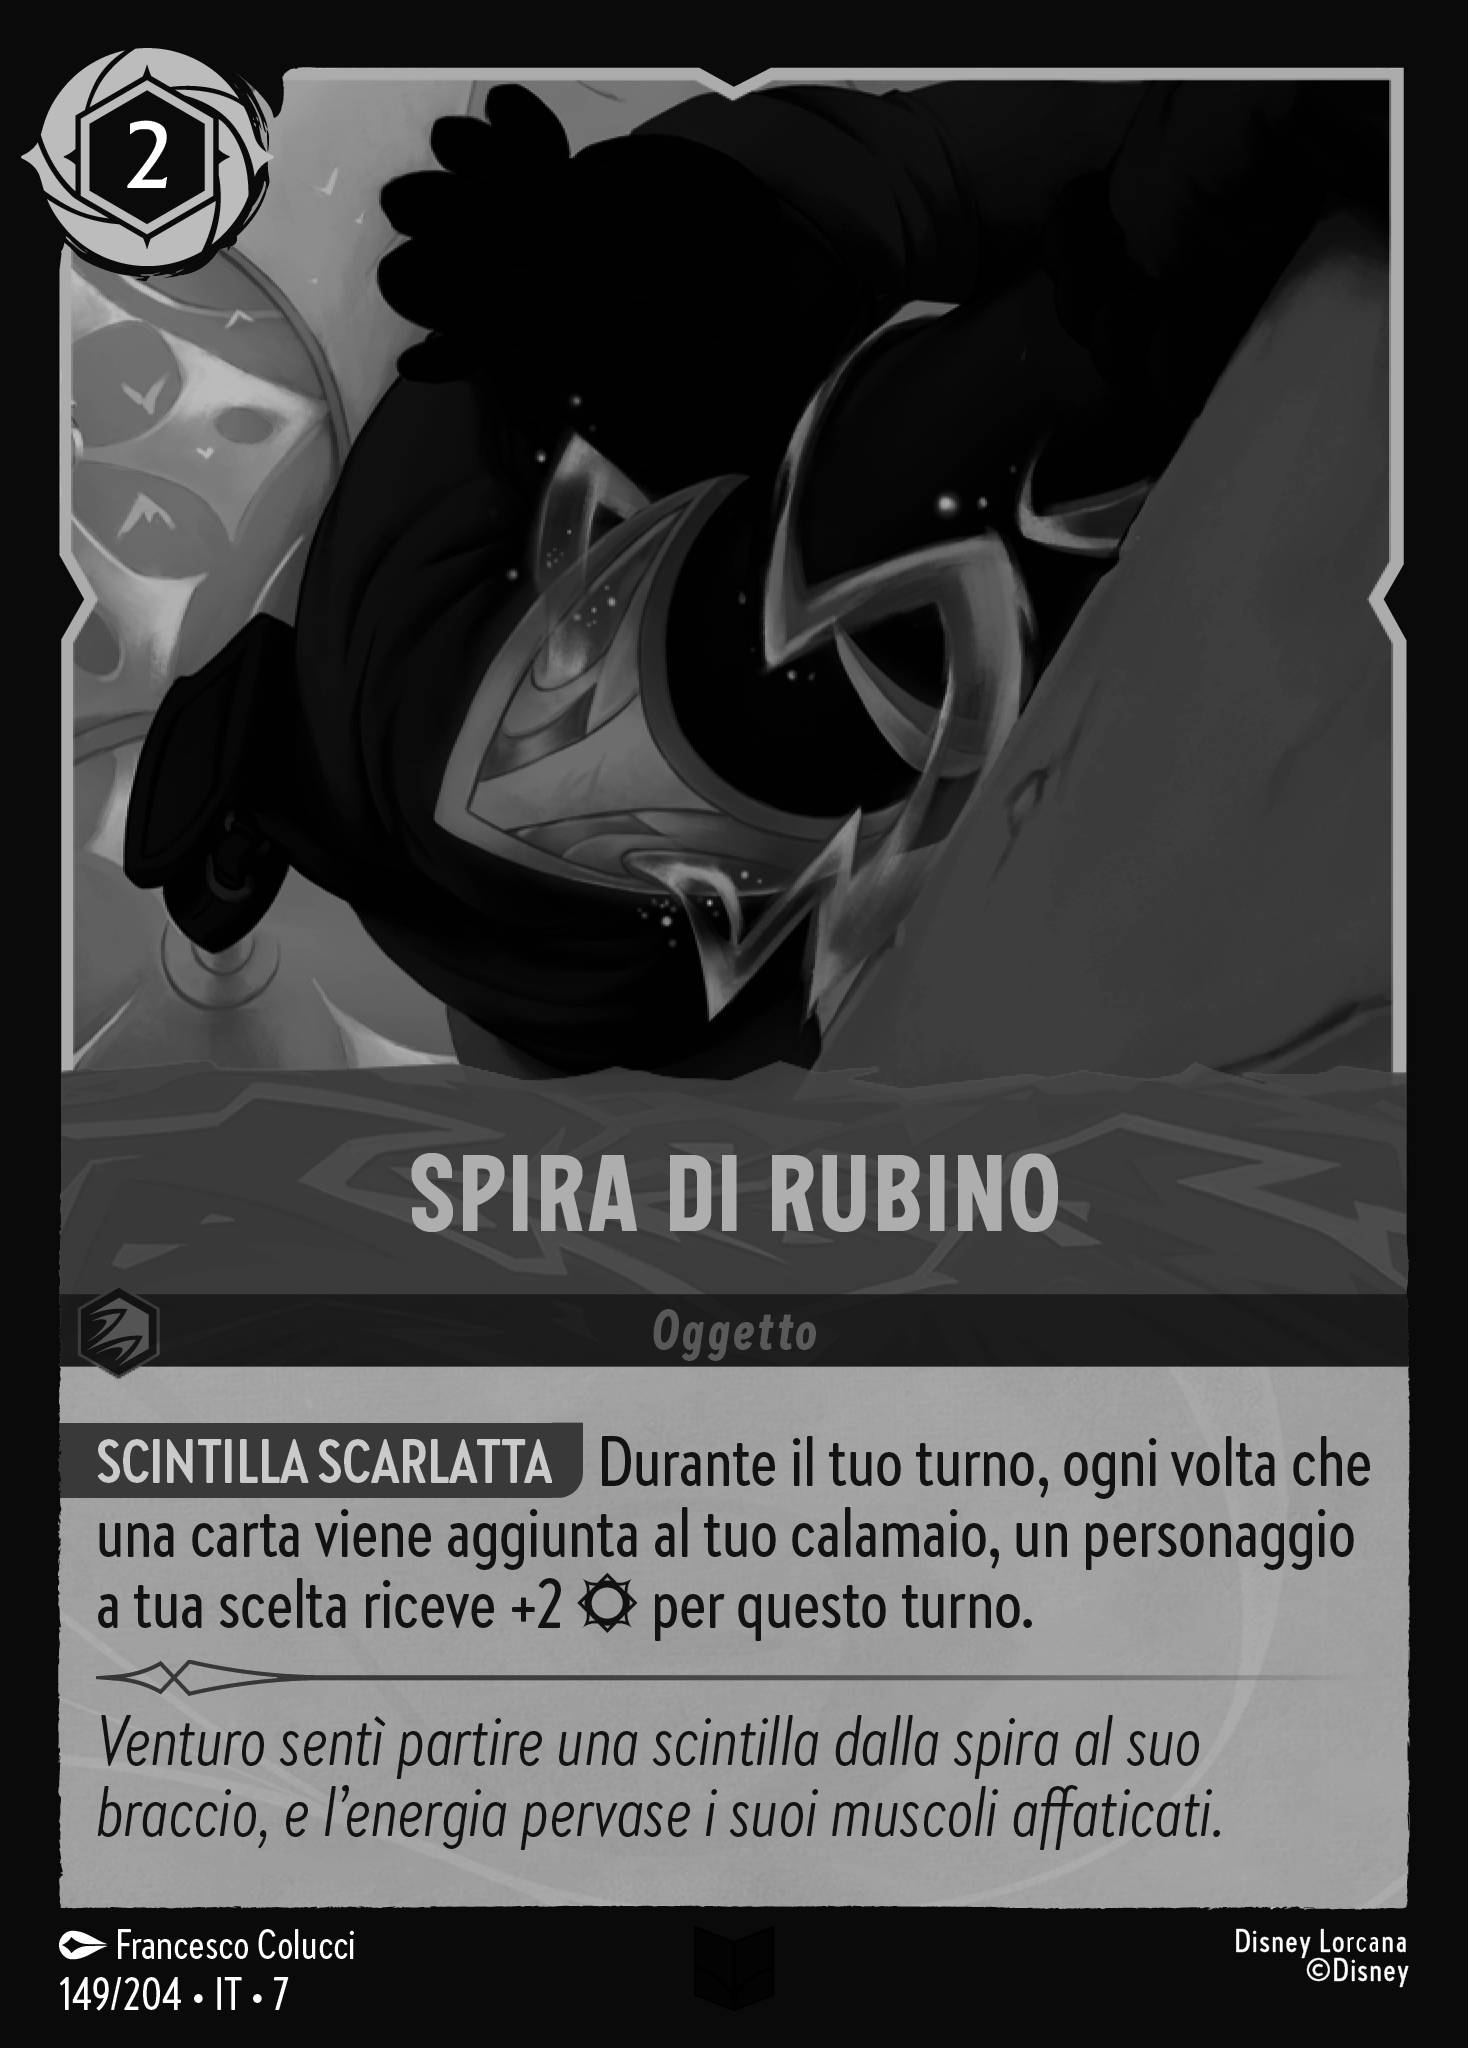 2
SPIRA DI RUBINO
Oggetto
SCINTILLA SCARLATTA Durante il tuo turno, ogni volta che
una carta viene aggiunta al tuo calamaio, un personaggio
a tua scelta riceve +2 per questo turno.
Venturo sentì partire una scintilla dalla spira al suo
braccio, e l’energia pervase i suoi muscoli affaticati.
Francesco Colucci
149/204 • IT • 7
Disney Lorcana
©Disney